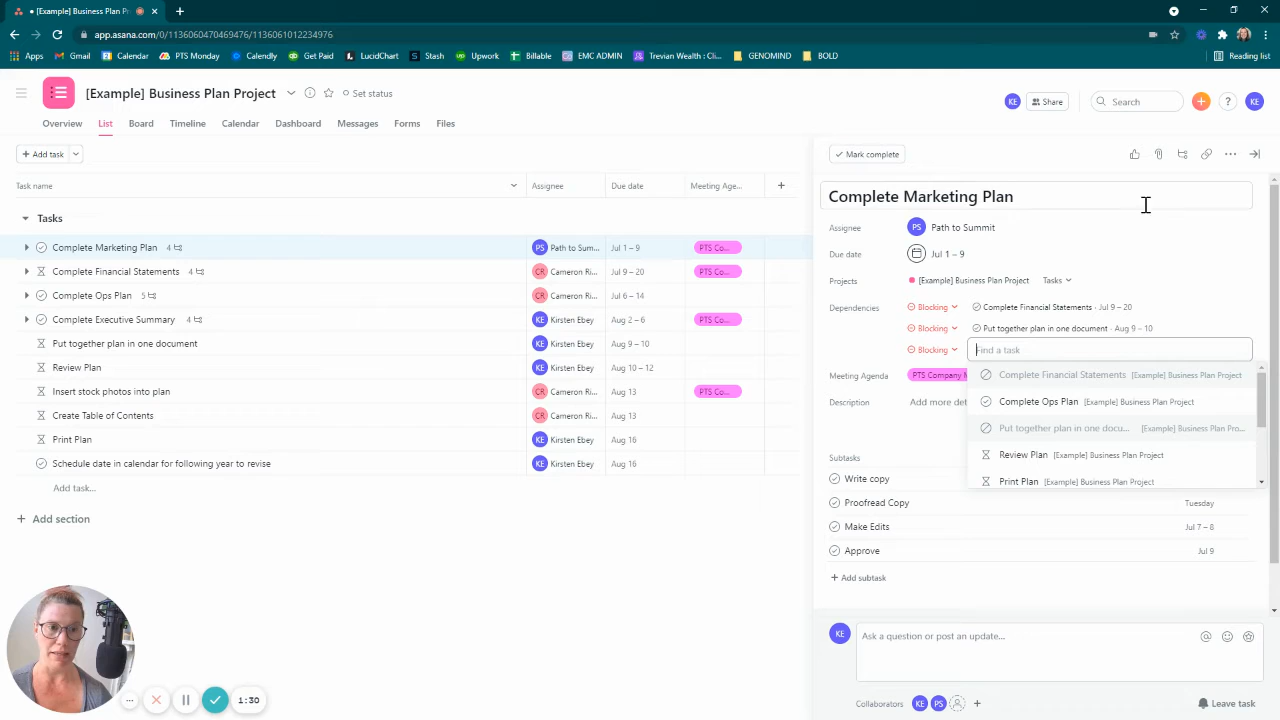 [Example] Business Plan Pr
app.asana.com/0/1136060470469476/1136061012234976
Apps
Calendar
PTS Monday
Calendly
Get Paid
LucidChart
Stash
Upwork
Billable
EMC ADMIN
Trevian Wealth : Cli...
GENOMIND
BOLD
Reading list
[Example] Business Plan Project
Set status
KE
Share
Search
?
KE
Overview
List
Board
Timeline
Calendar
Dashboard
Messages
Forms
Files
Add task
Mark complete
Task name
Assignee
Due date
Meeting Age...
Tasks
Complete Marketing Plan 4
PS Path to Sum...
Jul 1 – 9
PTS Co...
Complete Financial Statements 4
CR Cameron Ri...
Jul 9 – 20
PTS Co...
Complete Ops Plan 5
CR Cameron Ri...
Jul 6 – 14
Complete Executive Summary 4
KE Kirsten Ebey
Aug 2 – 6
PTS Co...
Put together plan in one document
KE Kirsten Ebey
Aug 9 – 10
Review Plan
KE Kirsten Ebey
Aug 10 – 12
Insert stock photos into plan
CR Cameron Ri...
Aug 13
PTS Co...
Create Table of Contents
CR Cameron Ri...
Aug 13
Print Plan
KE Kirsten Ebey
Aug 16
Schedule date in calendar for following year to revise
KE Kirsten Ebey
Aug 16
Add task...
Add section
Complete Marketing Plan
Assignee
PS Path to Summit
Due date
Jul 1 – 9
Projects
[Example] Business Plan Project
Tasks
Dependencies
Blocking
Complete Financial Statements · Jul 9 – 20
Blocking
Put together plan in one document · Aug 9 – 10
Blocking
Find a task
Complete Financial Statements [Example] Business Plan Project
Complete Ops Plan [Example] Business Plan Project
Put together plan in one docu... [Example] Business Plan Pro...
Review Plan [Example] Business Plan Project
Print Plan [Example] Business Plan Project
Meeting Agenda
PTS Company M
Description
Add more det
Subtasks
Write copy
Proofread Copy
Tuesday
Make Edits
Jul 7 – 8
Approve
Jul 9
Add subtask
KE
Ask a question or post an update...
Collaborators
KE
PS
Leave task
1:30